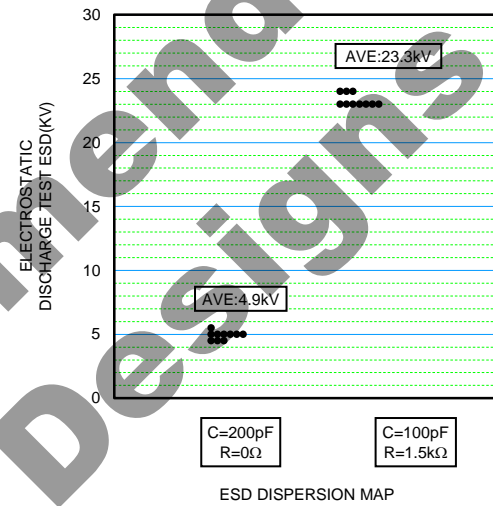 30
25
20
15
10
5
0
ELECTROSTATIC
DISCHARGE TEST ESD(KV)
AVE:23.3kV
AVE:4.9kV
C=200pF
R=0Ω
C=100pF
R=1.5kΩ
ESD DISPERSION MAP
Designs